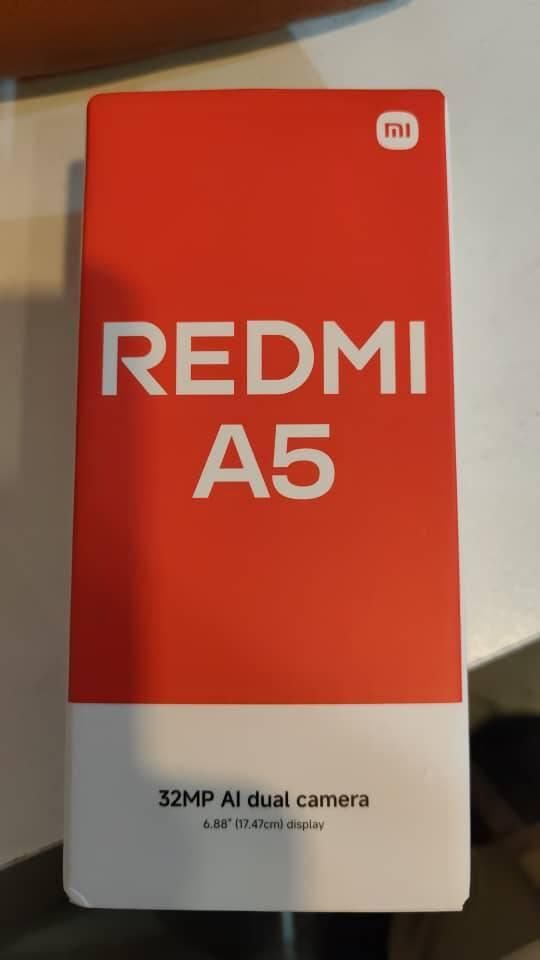 mi
REDMI
A5
32MP AI dual camera
6.88" (17.47cm) display